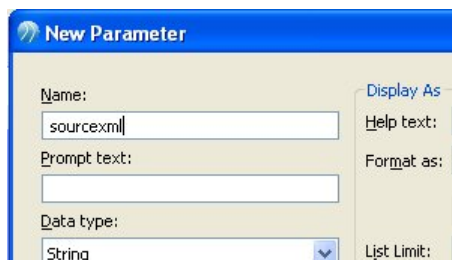 New Parameter
Name:
sourcexml
Prompt text:
Data type:
String
Display As
Help text:
Format as:
List Limit: